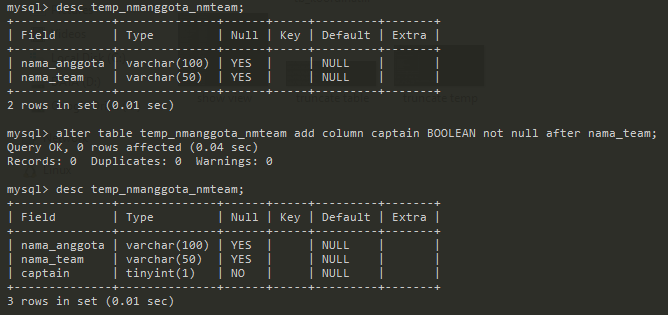 mysql> desc temp_nmanggota_nmteam;
+--------------+--------------+------+-----+---------+-------+
| Field        | Type         | Null | Key | Default | Extra |
+--------------+--------------+------+-----+---------+-------+
| nama_anggota | varchar(100) | YES  |     | NULL    |       |
| nama_team    | varchar(50)  | YES  |     | NULL    |       |
+--------------+--------------+------+-----+---------+-------+
2 rows in set (0.01 sec)
mysql> alter table temp_nmanggota_nmteam add column captain BOOLEAN not null after nama_team;
Query OK, 0 rows affected (0.04 sec)
Records: 0  Duplicates: 0  Warnings: 0
mysql> desc temp_nmanggota_nmteam;
+--------------+--------------+------+-----+---------+-------+
| Field        | Type         | Null | Key | Default | Extra |
+--------------+--------------+------+-----+---------+-------+
| nama_anggota | varchar(100) | YES  |     | NULL    |       |
| nama_team    | varchar(50)  | YES  |     | NULL    |       |
| captain      | tinyint(1)   | NO   |     | NULL    |       |
+--------------+--------------+------+-----+---------+-------+
3 rows in set (0.01 sec)